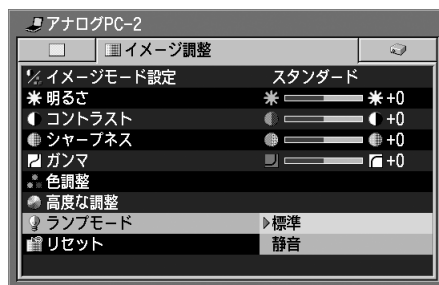 アナログPC-2
イメージ調整
イメージモード設定 スタンダード
明るさ +0
コントラスト +0
シャープネス +0
ガンマ +0
色調整
高度な調整
ランプモード 標準
リセット 静音